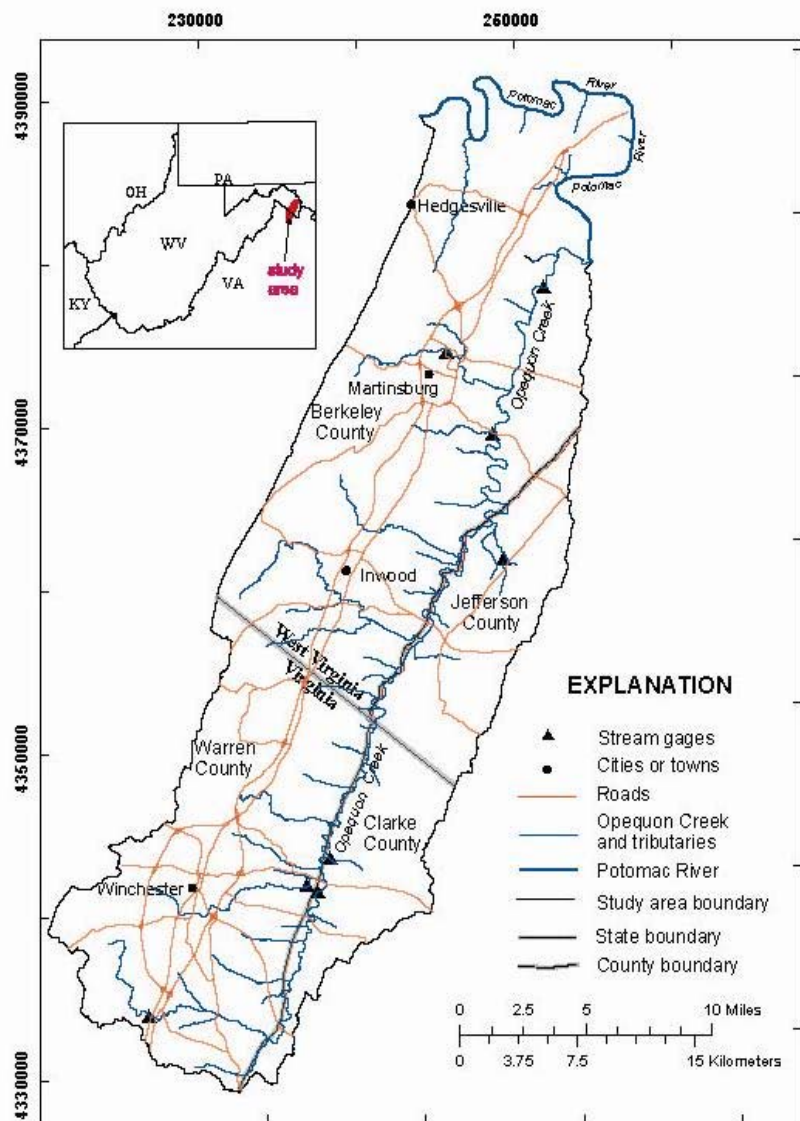 230000
260000
4390000
4370000
4350000
4330000
OH
PA
WV
VA
KY
study
area
Potomac
River
River
Potomac
Hedgesville
Opequon Creek
Martinsburg
Berkeley
County
Inwood
Jefferson
County
West Virginia
Virginia
Warren
County
Opequon Creek
Clarke
County
Winchester
EXPLANATION
Stream gages
Cities or towns
Roads
Opequon Creek
and tributaries
Potomac River
Study area boundary
State boundary
County boundary
0 2.5 5 10 Miles
0 3.75 7.5 15 Kilometers